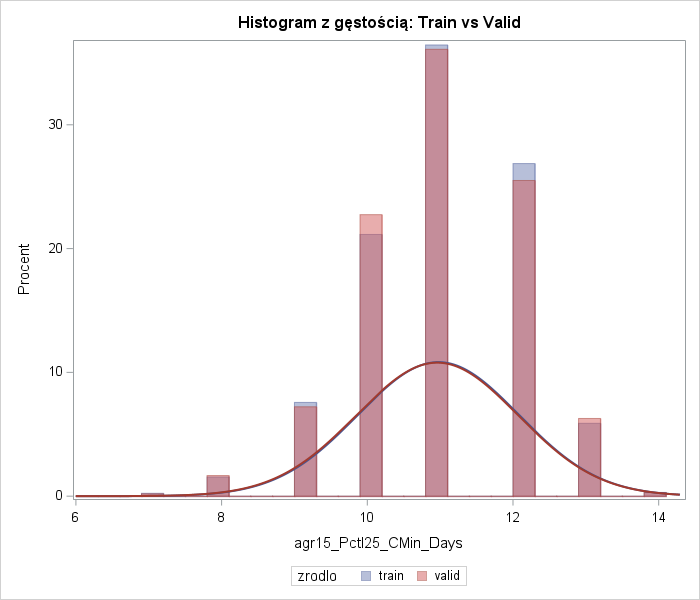 Histogram z gęstością: Train vs Valid
Procent
30
20
10
0
6 8 10 12 14
agr15_Pctl25_CMin_Days
zrodlo train valid